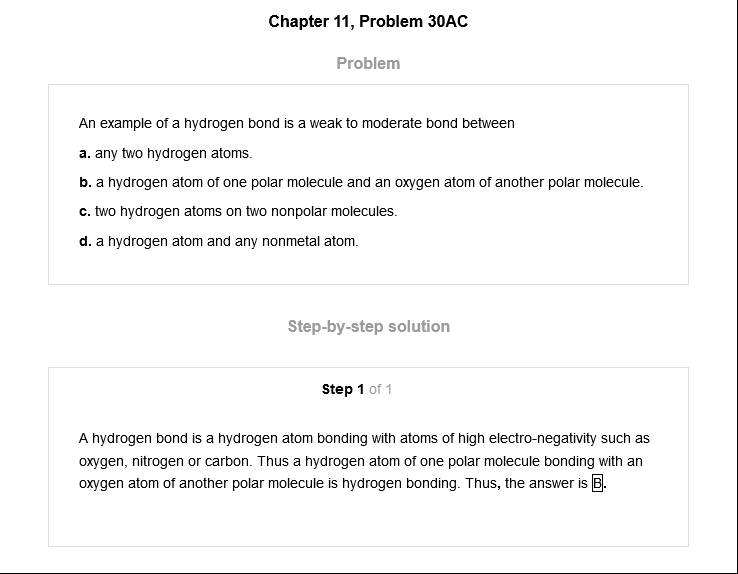 Chapter 11, Problem 30AC
Problem
An example of a hydrogen bond is a weak to moderate bond between
a. any two hydrogen atoms.
b. a hydrogen atom of one polar molecule and an oxygen atom of another polar molecule.
c. two hydrogen atoms on two nonpolar molecules.
d. a hydrogen atom and any nonmetal atom.
Step-by-step solution
Step 1 of 1
A hydrogen bond is a hydrogen atom bonding with atoms of high electro-negativity such as
oxygen, nitrogen or carbon. Thus a hydrogen atom of one polar molecule bonding with an
oxygen atom of another polar molecule is hydrogen bonding. Thus, the answer is B.